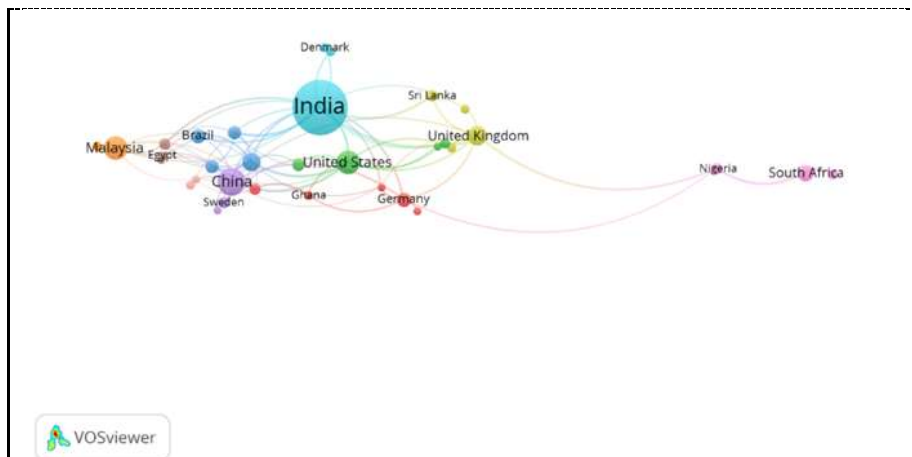 Denmark
India
Sri Lanka
Brazil
United Kingdom
Malaysia
Egypt
United States
Nigeria
South Africa
China
Sweden
Ghana
Germany
VOSviewer